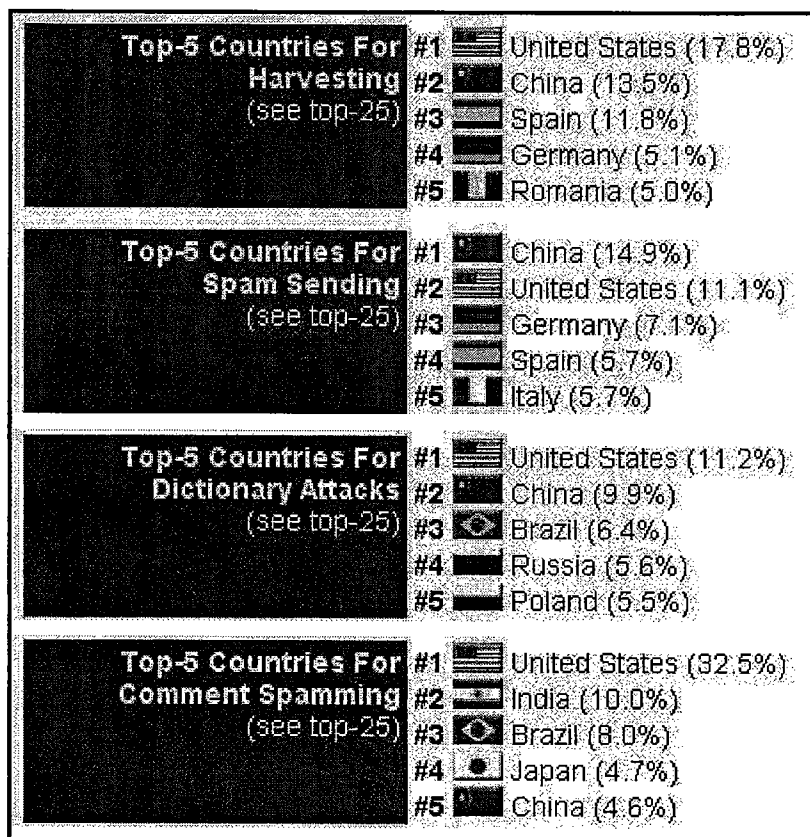 Top-5 Countries For Harvesting
(see top-25)
#1 United States (17.8%)
#2 China (13.5%)
#3 Spain (11.8%)
#4 Germany (5.1%)
#5 Romania (5.0%)
Top-5 Countries For Spam Sending
(see top-25)
#1 China (14.9%)
#2 United States (11.1%)
#3 Germany (7.1%)
#4 Spain (5.7%)
#5 Italy (5.7%)
Top-5 Countries For Dictionary Attacks
(see top-25)
#1 United States (11.2%)
#2 China (9.9%)
#3 Brazil (6.4%)
#4 Russia (5.6%)
#5 Poland (5.5%)
Top-5 Countries For Comment Spamming
(see top-25)
#1 United States (32.5%)
#2 India (10.0%)
#3 Brazil (8.0%)
#4 Japan (4.7%)
#5 China (4.6%)